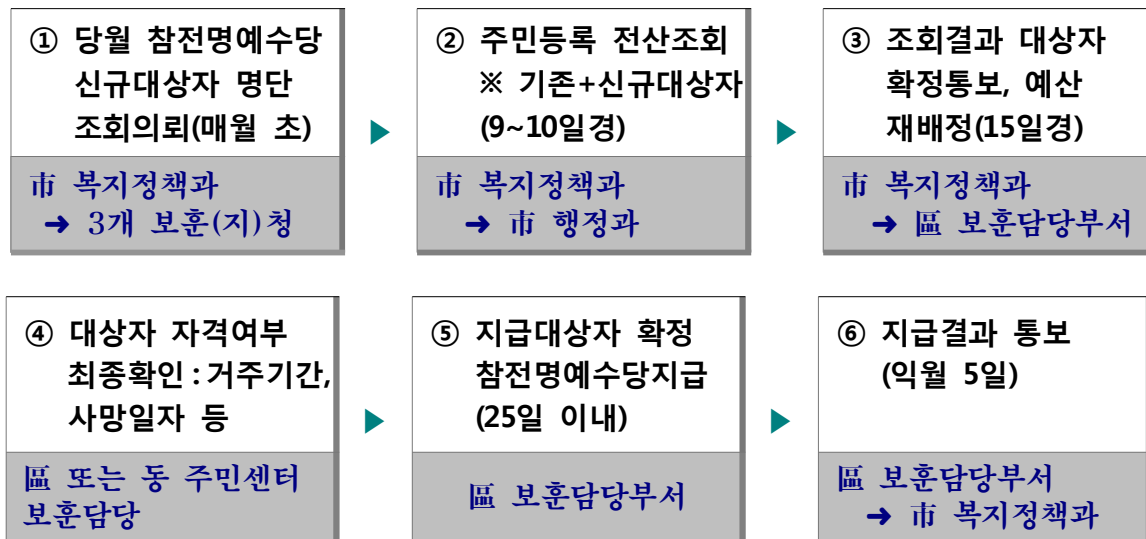 ① 당월 참전명예수당
신규대상자 명단
조회의뢰(매월 초)
市 복지정책과
➜ 3개 보훈(지)청
② 주민등록 전산조회
※ 기존+신규대상자
(9~10일경)
市 복지정책과
➜ 市 행정과
③ 조회결과 대상자
확정통보, 예산
재배정(15일경)
市 복지정책과
➜ 區 보훈담당부서
④ 대상자 자격여부
최종확인 : 거주기간,
사망일자 등
區 또는 동 주민센터
보훈담당
⑤ 지급대상자 확정
참전명예수당지급
(25일 이내)
區 보훈담당부서
⑥ 지급결과 통보
(익월 5일)
區 보훈담당부서
➜ 市 복지정책과